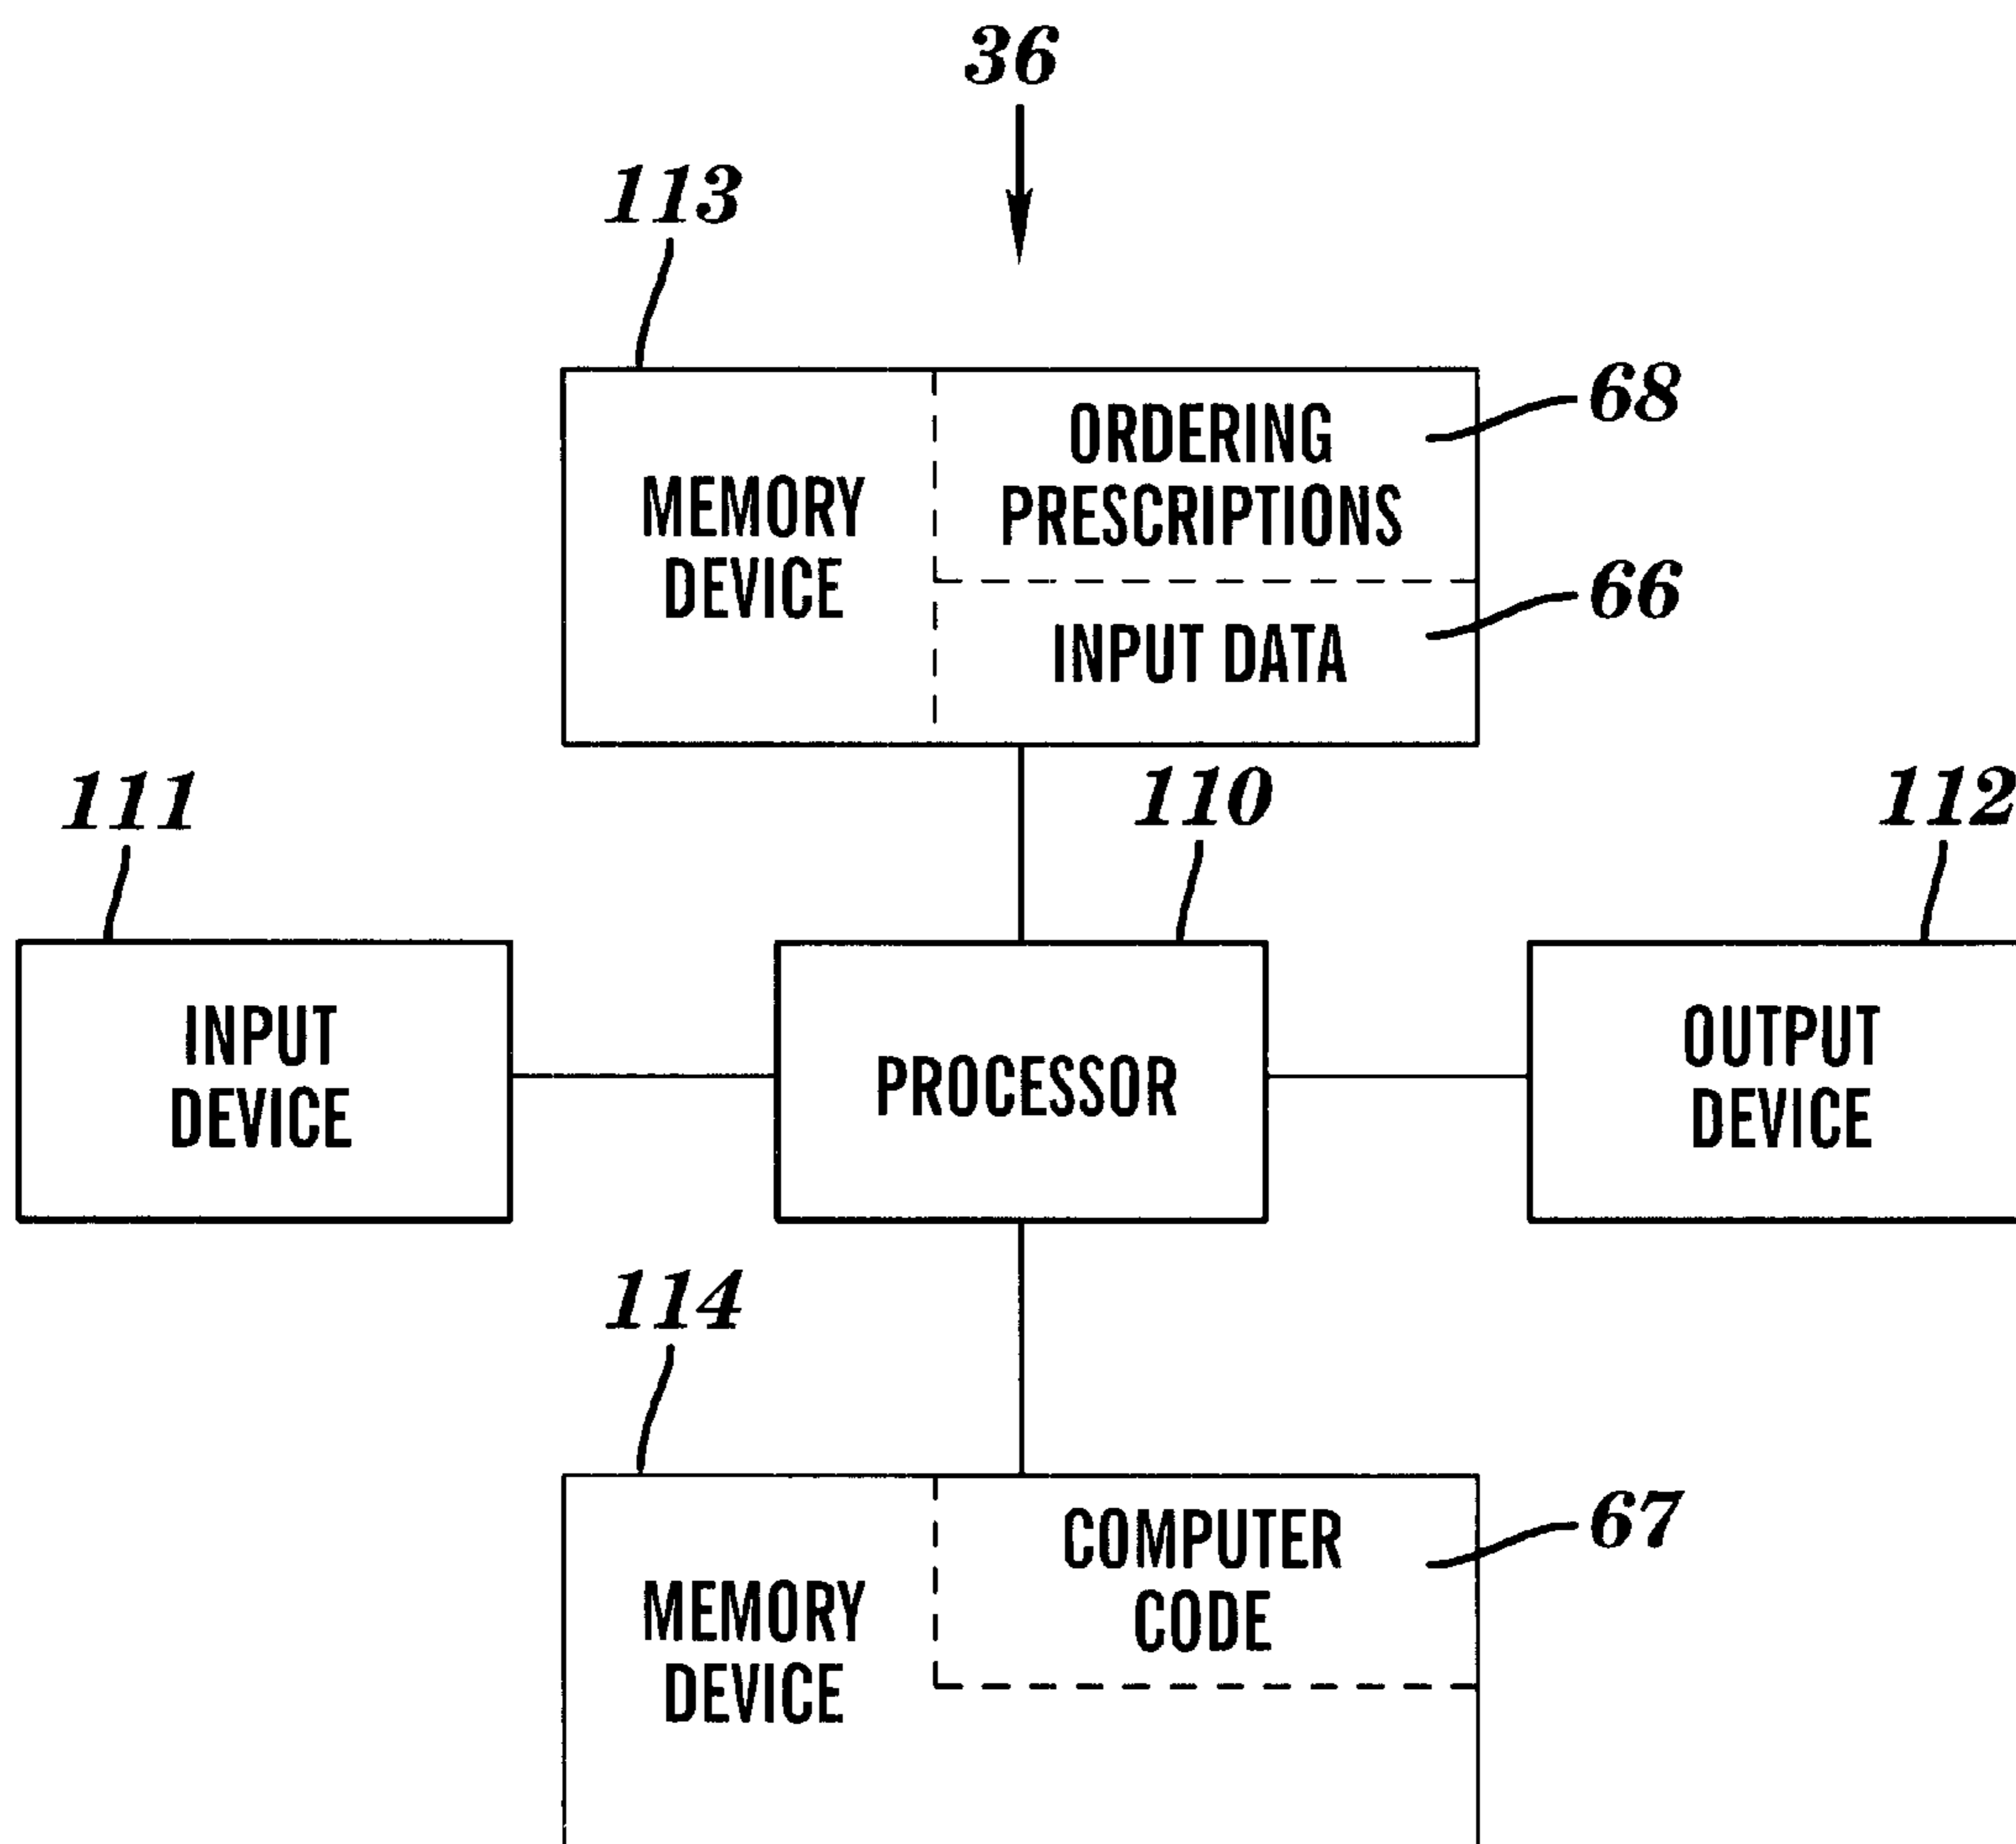 36
113
68
ORDERING
PRESCRIPTIONS
MEMORY
DEVICE
66
INPUT DATA
111
110
112
INPUT
DEVICE
PROCESSOR
OUTPUT
DEVICE
114
67
COMPUTER
CODE
MEMORY
DEVICE